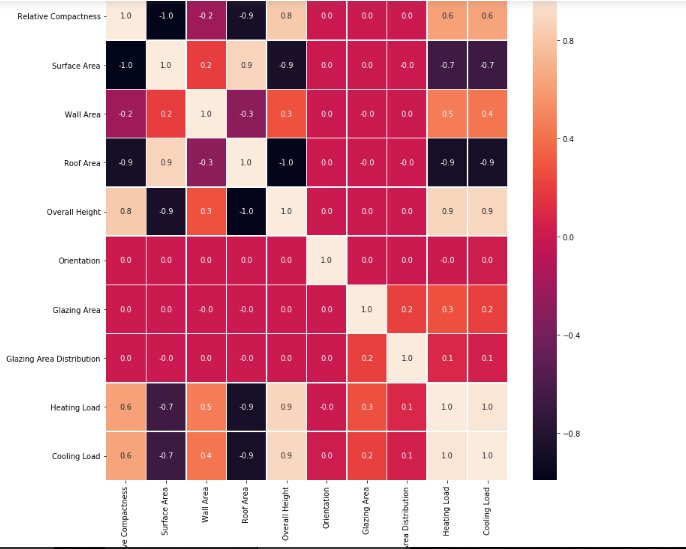 Relative Compactness 1.0 -1.0 -0.2 -0.9 0.8 0.0 0.0 0.0 0.6 0.6
Surface Area -1.0 1.0 0.2 0.9 -0.9 0.0 0.0 -0.0 -0.7 -0.7
Wall Area -0.2 0.2 1.0 -0.3 0.3 0.0 -0.0 0.0 0.5 0.4
Roof Area -0.9 0.9 -0.3 1.0 -1.0 0.0 -0.0 -0.0 -0.9 -0.9
Overall Height 0.8 -0.9 0.3 -1.0 1.0 0.0 0.0 0.0 0.9 0.9
Orientation 0.0 0.0 0.0 0.0 0.0 1.0 0.0 0.0 -0.0 0.0
Glazing Area 0.0 0.0 -0.0 -0.0 0.0 0.0 1.0 0.2 0.3 0.2
Glazing Area Distribution 0.0 -0.0 0.0 -0.0 0.0 0.0 0.2 1.0 0.1 0.1
Heating Load 0.6 -0.7 0.5 -0.9 0.9 -0.0 0.3 0.1 1.0 1.0
Cooling Load 0.6 -0.7 0.4 -0.9 0.9 0.0 0.2 0.1 1.0 1.0
ve Compactness
Surface Area
Wall Area
Roof Area
Overall Height
Orientation
Glazing Area
rea Distribution
Heating Load
Cooling Load
0.8
0.4
0.0
−0.4
−0.8